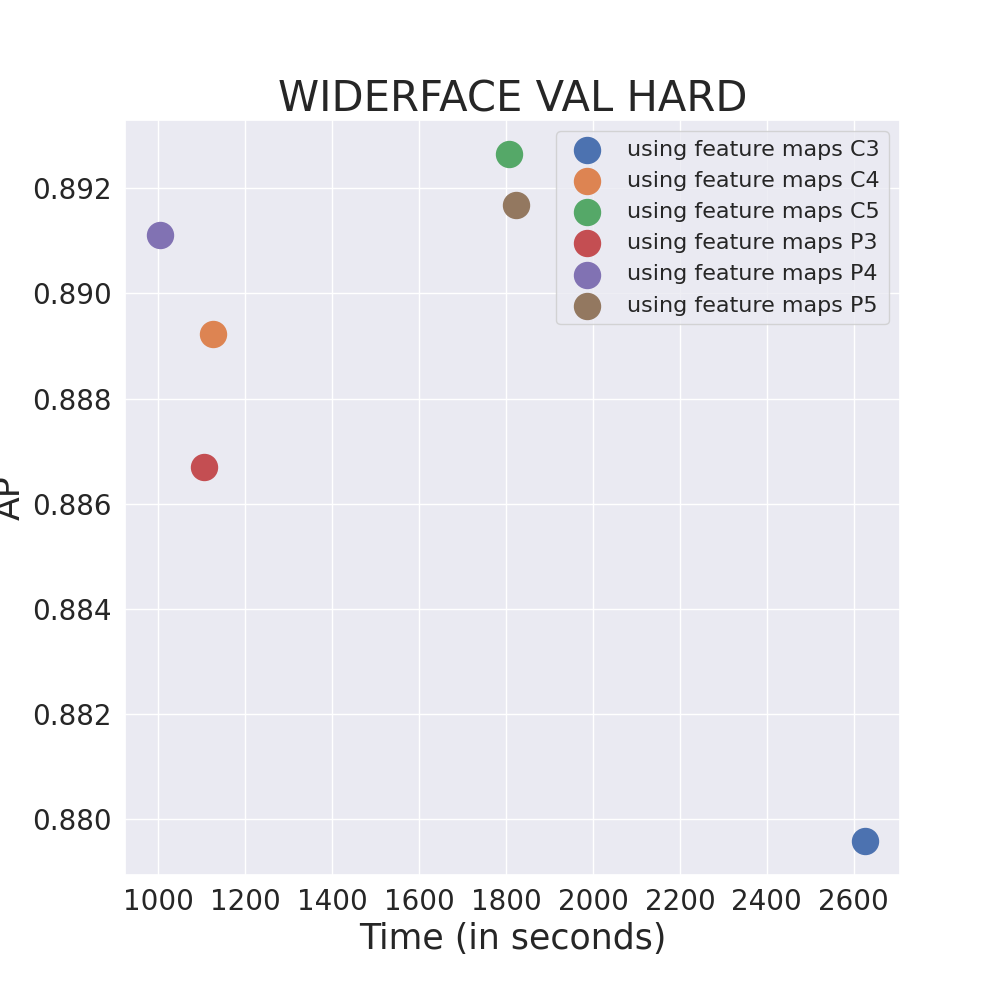 WIDERFACE VAL HARD
using feature maps C3
using feature maps C4
using feature maps C5
using feature maps P3
using feature maps P4
using feature maps P5
0.892
0.890
0.888
0.886
0.884
0.882
0.880
AP
1000 1200 1400 1600 1800 2000 2200 2400 2600
Time (in seconds)